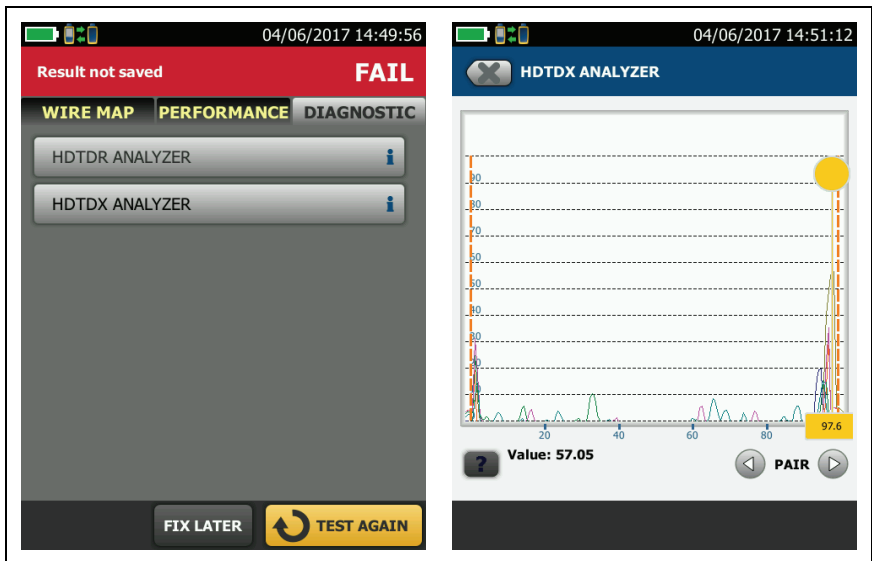 04/06/2017 14:49:56
Result not saved FAIL
WIRE MAP PERFORMANCE DIAGNOSTIC
HDTDR ANALYZER i
HDTDX ANALYZER i
FIX LATER TEST AGAIN
04/06/2017 14:51:12
HDTDX ANALYZER
90
80
70
60
50
40
30
20
20 40 60 80 97.6
? Value: 57.05 PAIR